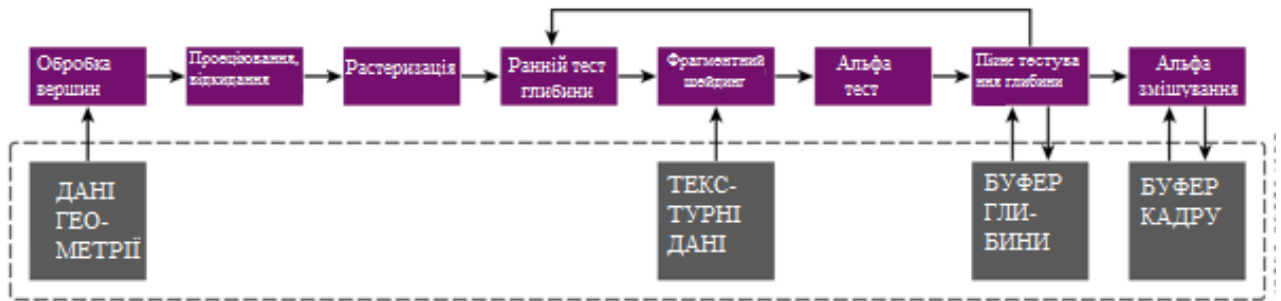 Обробка
вершин
Проеціювання,
відкидання
Растеризація
Ранній тест
глибини
Фрагментний
шейдинг
Альфа
тест
Пізнє тестува
ння глибини
Альфа
змішування
ДАНІ
ГЕО-
МЕТРІЇ
ТЕКС-
ТУРНІ
ДАНІ
БУФЕР
ГЛИ-
БИНИ
БУФЕР
КАДРУ